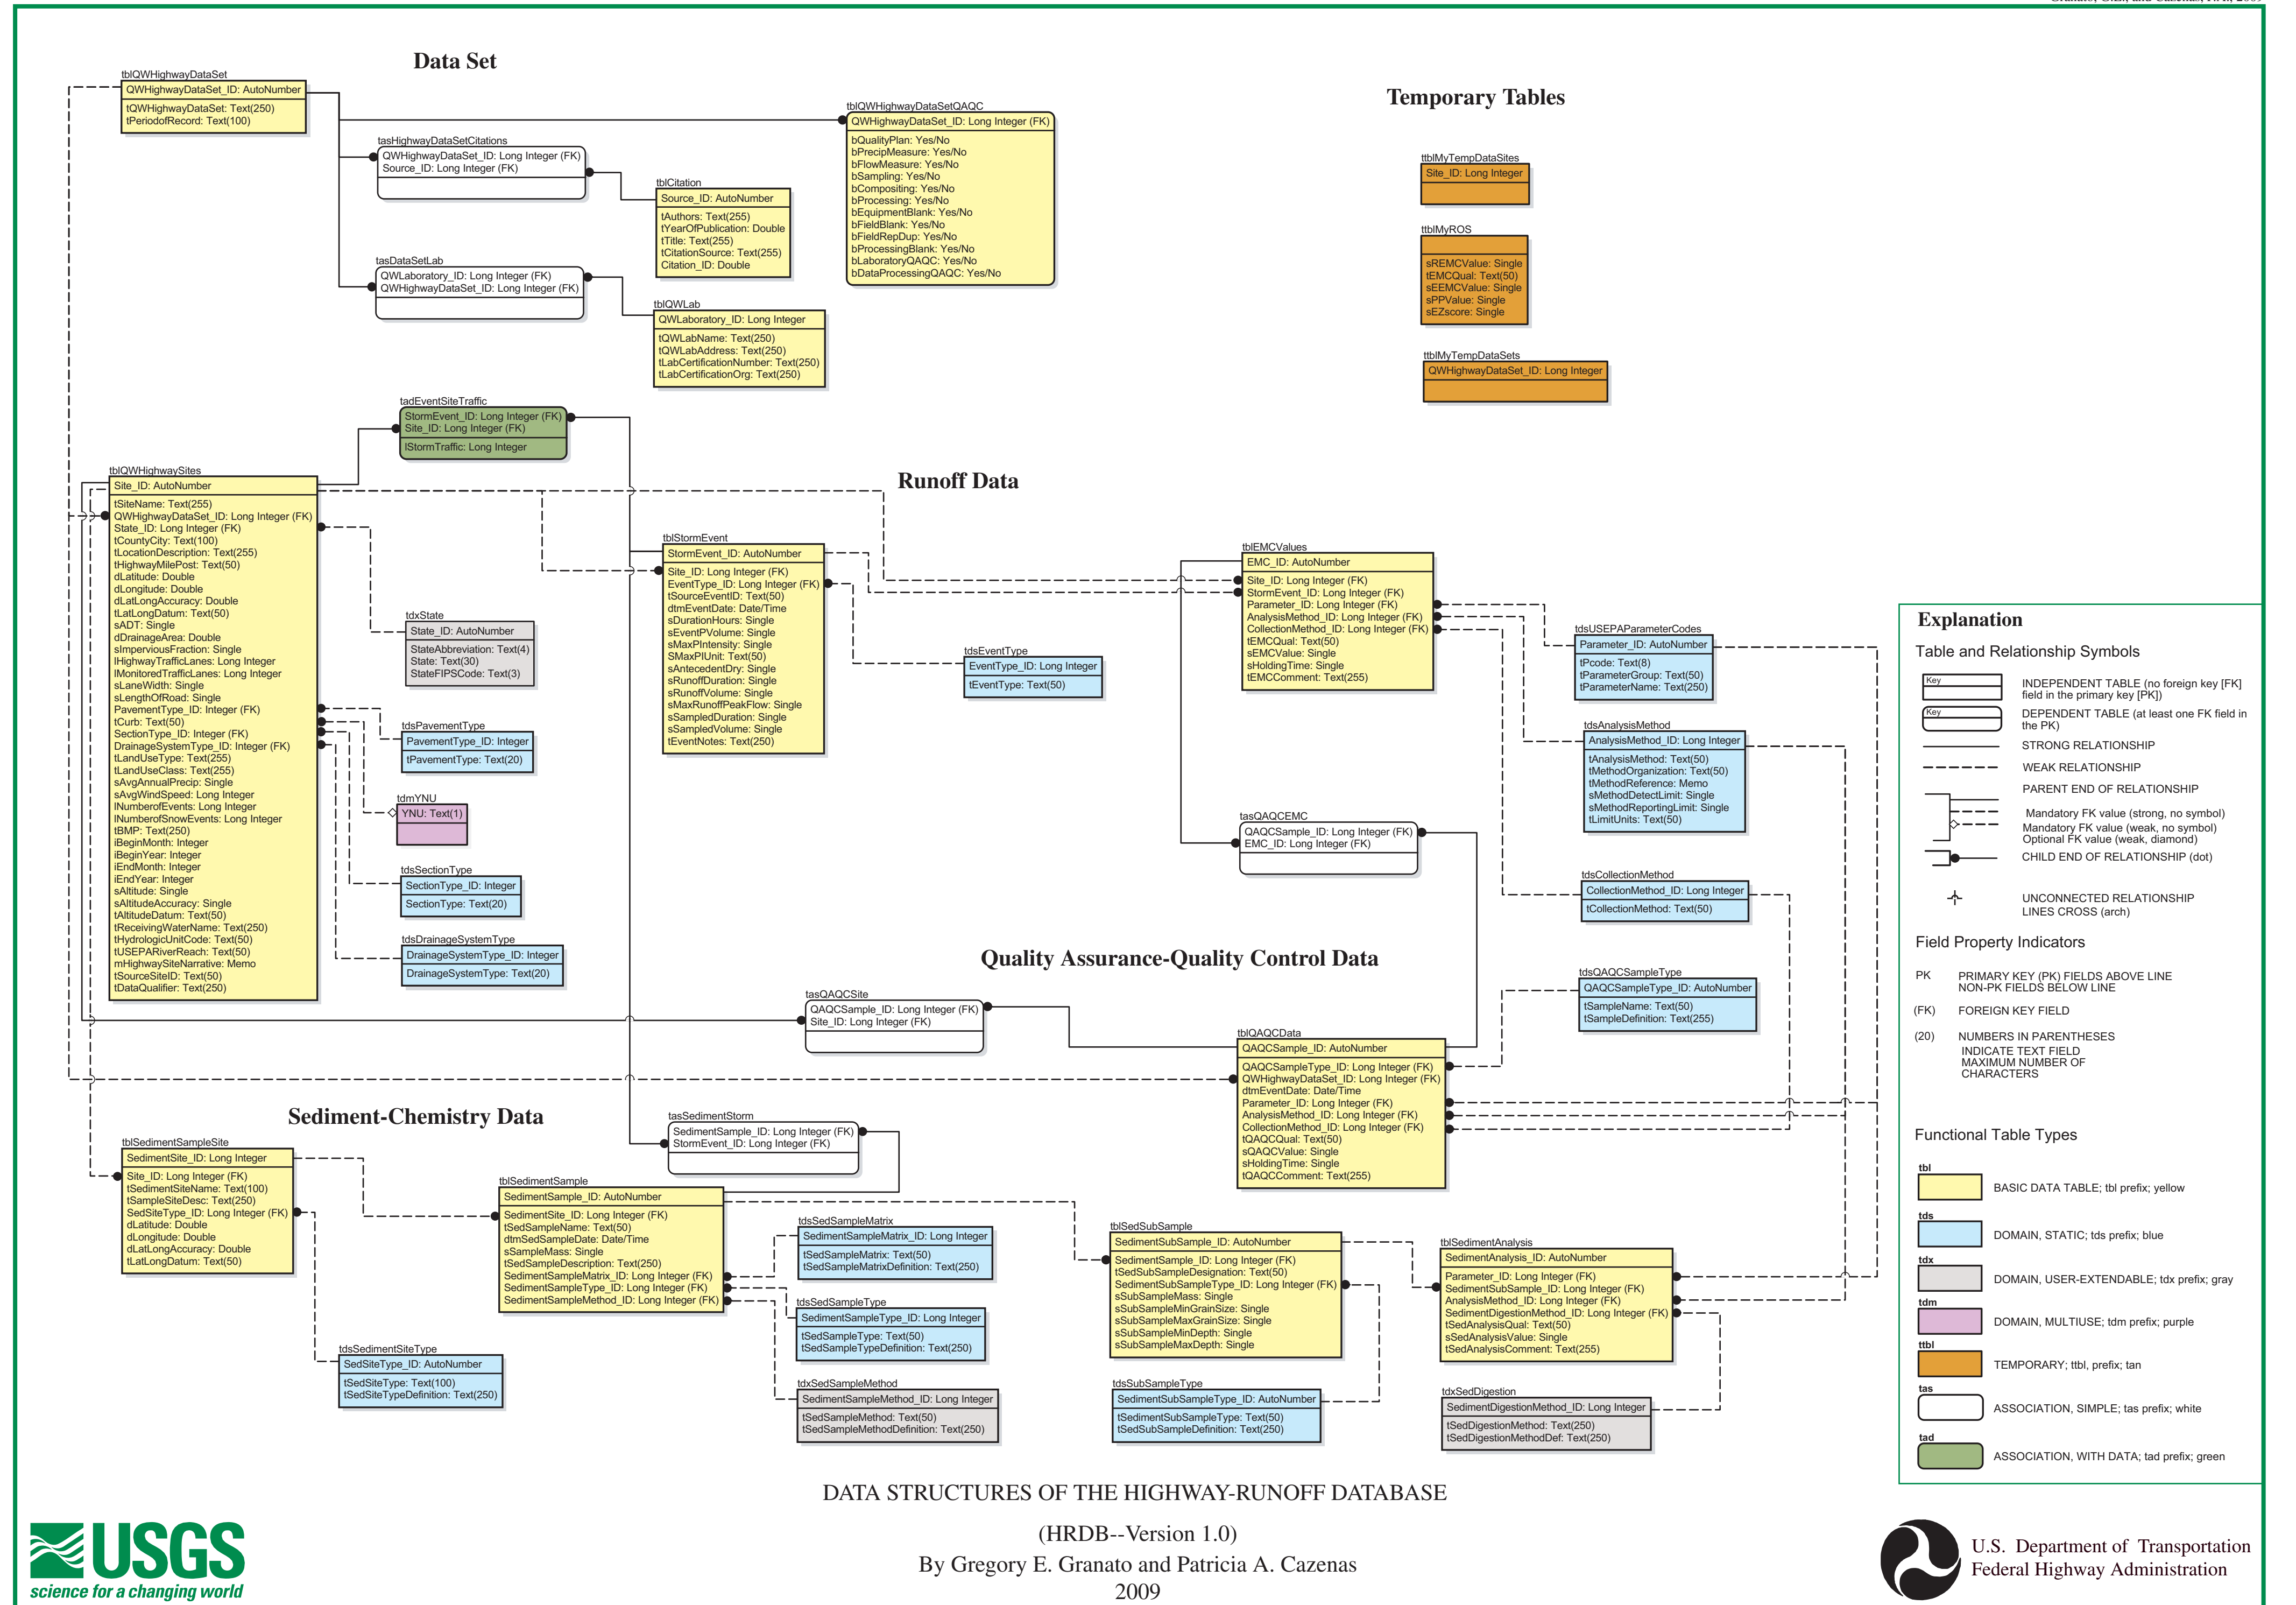 Data Set
tblQWHighwayDataSet
QWHighwayDataSet_ID: AutoNumber
tQWHighwayDataSet: Text(250)
tPeriodofRecord: Text(100)
tasHighwayDataSetCitations
QWHighwayDataSet_ID: Long Integer (FK)
Source_ID: Long Integer (FK)
tblCitation
Source_ID: AutoNumber
tAuthors: Text(255)
tYearOfPublication: Double
tTitle: Text(255)
tCitationSource: Text(255)
Citation_ID: Double
tblQWHighwayDataSetQAQC
QWHighwayDataSet_ID: Long Integer (FK)
bQualityPlan: Yes/No
bPrecipMeasure: Yes/No
bFlowMeasure: Yes/No
bSampling: Yes/No
bCompositing: Yes/No
bProcessing: Yes/No
bEquipmentBlank: Yes/No
bFieldBlank: Yes/No
bFieldRepDup: Yes/No
bProcessingBlank: Yes/No
bLaboratoryQAQC: Yes/No
bDataProcessingQAQC: Yes/No
tasDataSetLab
QWLaboratory_ID: Long Integer (FK)
QWHighwayDataSet_ID: Long Integer (FK)
tblQWLab
QWLaboratory_ID: Long Integer
tQWLabName: Text(250)
tQWLabAddress: Text(250)
tLabCertificationNumber: Text(250)
tLabCertificationOrg: Text(250)
Temporary Tables
ttblMyTempDataSites
Site_ID: Long Integer
ttblMyROS
sREMCValue: Single
tEMCQual: Text(50)
sEEMCValue: Single
sPPValue: Single
sEZscore: Single
ttblMyTempDataSets
QWHighwayDataSet_ID: Long Integer
tadEventSiteTraffic
StormEvent_ID: Long Integer (FK)
Site_ID: Long Integer (FK)
lStormTraffic: Long Integer
Runoff Data
tblQWHighwaySites
Site_ID: AutoNumber
tSiteName: Text(255)
QWHighwayDataSet_ID: Long Integer (FK)
State_ID: Long Integer (FK)
tCountyCity: Text(100)
tLocationDescription: Text(255)
tHighwayMilePost: Text(50)
dLatitude: Double
dLongitude: Double
dLatLongAccuracy: Double
tLatLongDatum: Text(50)
sADT: Single
dDrainageArea: Double
sImperviousFraction: Single
lHighwayTrafficLanes: Long Integer
lMonitoredTrafficLanes: Long Integer
sLaneWidth: Single
sLengthOfRoad: Single
PavementType_ID: Integer (FK)
tCurb: Text(50)
SectionType_ID: Integer (FK)
DrainageSystemType_ID: Integer (FK)
tLandUseType: Text(255)
tLandUseClass: Text(255)
sAvgAnnualPrecip: Single
sAvgWindSpeed: Long Integer
lNumberofEvents: Long Integer
lNumberofSnowEvents: Long Integer
tBMP: Text(250)
iBeginMonth: Integer
iBeginYear: Integer
iEndMonth: Integer
iEndYear: Integer
sAltitude: Single
sAltitudeAccuracy: Single
tAltitudeDatum: Text(50)
tReceivingWaterName: Text(250)
tHydrologicUnitCode: Text(50)
tUSEPARiverReach: Text(50)
mHighwaySiteNarrative: Memo
tSourceSiteID: Text(50)
tDataQualifier: Text(250)
tdxState
State_ID: AutoNumber
StateAbbreviation: Text(4)
State: Text(30)
StateFIPSCode: Text(3)
tdsPavementType
PavementType_ID: Integer
tPavementType: Text(20)
tdmYNU
YNU: Text(1)
tdsSectionType
SectionType_ID: Integer
SectionType: Text(20)
tdsDrainageSystemType
DrainageSystemType_ID: Integer
DrainageSystemType: Text(20)
tblStormEvent
StormEvent_ID: AutoNumber
Site_ID: Long Integer (FK)
EventType_ID: Long Integer (FK)
tSourceEventID: Text(50)
dtmEventDate: Date/Time
sDurationHours: Single
sEventPVolume: Single
sMaxPIntensity: Single
SMaxPIUnit: Text(50)
sAntecedentDry: Single
sRunoffDuration: Single
sRunoffVolume: Single
sMaxRunoffPeakFlow: Single
sSampledDuration: Single
sSampledVolume: Single
tEventNotes: Text(250)
tdsEventType
EventType_ID: Long Integer
tEventType: Text(50)
tblEMCValues
EMC_ID: AutoNumber
Site_ID: Long Integer (FK)
StormEvent_ID: Long Integer (FK)
Parameter_ID: Long Integer (FK)
AnalysisMethod_ID: Long Integer (FK)
CollectionMethod_ID: Long Integer (FK)
tEMCQual: Text(50)
sEMCValue: Single
sHoldingTime: Single
tEMCComment: Text(255)
tdsUSEPAParameterCodes
Parameter_ID: AutoNumber
tPcode: Text(8)
tParameterGroup: Text(50)
tParameterName: Text(250)
tdsAnalysisMethod
AnalysisMethod_ID: Long Integer
tAnalysisMethod: Text(50)
tMethodOrganization: Text(50)
tMethodReference: Memo
sMethodDetectLimit: Single
sMethodReportingLimit: Single
tLimitUnits: Text(50)
tasQAQCEMC
QAQCSample_ID: Long Integer (FK)
EMC_ID: Long Integer (FK)
tdsCollectionMethod
CollectionMethod_ID: Long Integer
tCollectionMethod: Text(50)
Quality Assurance-Quality Control Data
tasQAQCSite
QAQCSample_ID: Long Integer (FK)
Site_ID: Long Integer (FK)
tdsQAQCSampleType
QAQCSampleType_ID: AutoNumber
tSampleName: Text(50)
tSampleDefinition: Text(255)
tblQAQCData
QAQCSample_ID: AutoNumber
QAQCSampleType_ID: Long Integer (FK)
QWHighwayDataSet_ID: Long Integer (FK)
dtmEventDate: Date/Time
Parameter_ID: Long Integer (FK)
AnalysisMethod_ID: Long Integer (FK)
CollectionMethod_ID: Long Integer (FK)
tQAQCQual: Text(50)
sQAQCValue: Single
sHoldingTime: Single
tQAQCComment: Text(255)
Sediment-Chemistry Data
tblSedimentSampleSite
SedimentSite_ID: Long Integer
Site_ID: Long Integer (FK)
tSedimentSiteName: Text(100)
tSampleSiteDesc: Text(250)
SedSiteType_ID: Long Integer (FK)
dLatitude: Double
dLongitude: Double
dLatLongAccuracy: Double
tLatLongDatum: Text(50)
tasSedimentStorm
SedimentSample_ID: Long Integer (FK)
StormEvent_ID: Long Integer (FK)
tblSedimentSample
SedimentSample_ID: AutoNumber
SedimentSite_ID: Long Integer (FK)
tSedSampleName: Text(50)
dtmSedSampleDate: Date/Time
sSampleMass: Single
tSedSampleDescription: Text(250)
SedimentSampleMatrix_ID: Long Integer (FK)
SedimentSampleType_ID: Long Integer (FK)
SedimentSampleMethod_ID: Long Integer (FK)
tdsSedimentSiteType
SedSiteType_ID: AutoNumber
tSedSiteType: Text(100)
tSedSiteTypeDefinition: Text(250)
tdsSedSampleMatrix
SedimentSampleMatrix_ID: Long Integer
tSedSampleMatrix: Text(50)
tSedSampleMatrixDefinition: Text(250)
tdsSedSampleType
SedimentSampleType_ID: Long Integer
tSedSampleType: Text(50)
tSedSampleTypeDefinition: Text(250)
tdxSedSampleMethod
SedimentSampleMethod_ID: Long Integer
tSedSampleMethod: Text(50)
tSedSampleMethodDefinition: Text(250)
tblSedSubSample
SedimentSubSample_ID: AutoNumber
SedimentSample_ID: Long Integer (FK)
tSedSubSampleDesignation: Text(50)
SedimentSubSampleType_ID: Long Integer (FK)
sSubSampleMass: Single
sSubSampleMinGrainSize: Single
sSubSampleMaxGrainSize: Single
sSubSampleMinDepth: Single
sSubSampleMaxDepth: Single
tdsSubSampleType
SedimentSubSampleType_ID: AutoNumber
tSedimentSubSampleType: Text(50)
tSedSubSampleDefinition: Text(250)
tblSedimentAnalysis
SedimentAnalysis_ID: AutoNumber
Parameter_ID: Long Integer (FK)
SedimentSubSample_ID: Long Integer (FK)
AnalysisMethod_ID: Long Integer (FK)
SedimentDigestionMethod_ID: Long Integer (FK)
tSedAnalysisQual: Text(50)
sSedAnalysisValue: Single
tSedAnalysisComment: Text(255)
tdxSedDigestion
SedimentDigestionMethod_ID: Long Integer
tSedDigestionMethod: Text(250)
tSedDigestionMethodDef: Text(250)
Explanation
Table and Relationship Symbols
Key
INDEPENDENT TABLE (no foreign key [FK]
field in the primary key [PK])
Key
DEPENDENT TABLE (at least one FK field in
the PK)
STRONG RELATIONSHIP
WEAK RELATIONSHIP
PARENT END OF RELATIONSHIP
Mandatory FK value (strong, no symbol)
Mandatory FK value (weak, no symbol)
Optional FK value (weak, diamond)
CHILD END OF RELATIONSHIP (dot)
UNCONNECTED RELATIONSHIP
LINES CROSS (arch)
Field Property Indicators
PK PRIMARY KEY (PK) FIELDS ABOVE LINE
NON-PK FIELDS BELOW LINE
(FK) FOREIGN KEY FIELD
(20) NUMBERS IN PARENTHESES
INDICATE TEXT FIELD
MAXIMUM NUMBER OF
CHARACTERS
Functional Table Types
tbl
BASIC DATA TABLE; tbl prefix; yellow
tds
DOMAIN, STATIC; tds prefix; blue
tdx
DOMAIN, USER-EXTENDABLE; tdx prefix; gray
tdm
DOMAIN, MULTIUSE; tdm prefix; purple
ttbl
TEMPORARY; ttbl, prefix; tan
tas
ASSOCIATION, SIMPLE; tas prefix; white
tad
ASSOCIATION, WITH DATA; tad prefix; green
DATA STRUCTURES OF THE HIGHWAY-RUNOFF DATABASE
(HRDB--Version 1.0)
By Gregory E. Granato and Patricia A. Cazenas
2009
USGS
science for a changing world
U.S. Department of Transportation
Federal Highway Administration